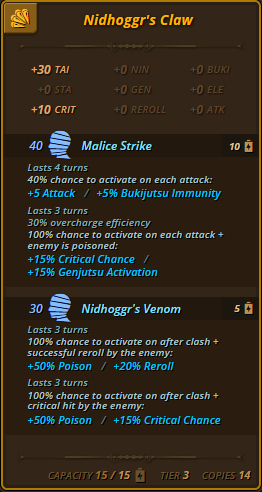 Nidhoggr's Claw
+30 TAI +0 NIN +0 BUKI
+0 STA +0 GEN +0 ELE
+10 CRIT +0 REROLL +0 ATK
40 Malice Strike 10
Lasts 4 turns
40% chance to activate on each attack:
+5 Attack / +5% Bukijutsu Immunity
Lasts 3 turns
30% overcharge efficiency
100% chance to activate on each attack +
enemy is poisoned:
+15% Critical Chance /
+15% Genjutsu Activation
30 Nidhoggr's Venom 5
Lasts 3 turns
100% chance to activate on after clash +
successful reroll by the enemy:
+50% Poison / +20% Reroll
Lasts 3 turns
100% chance to activate on after clash +
critical hit by the enemy:
+50% Poison / +15% Critical Chance
CAPACITY 15 / 15 TIER 3 COPIES 14